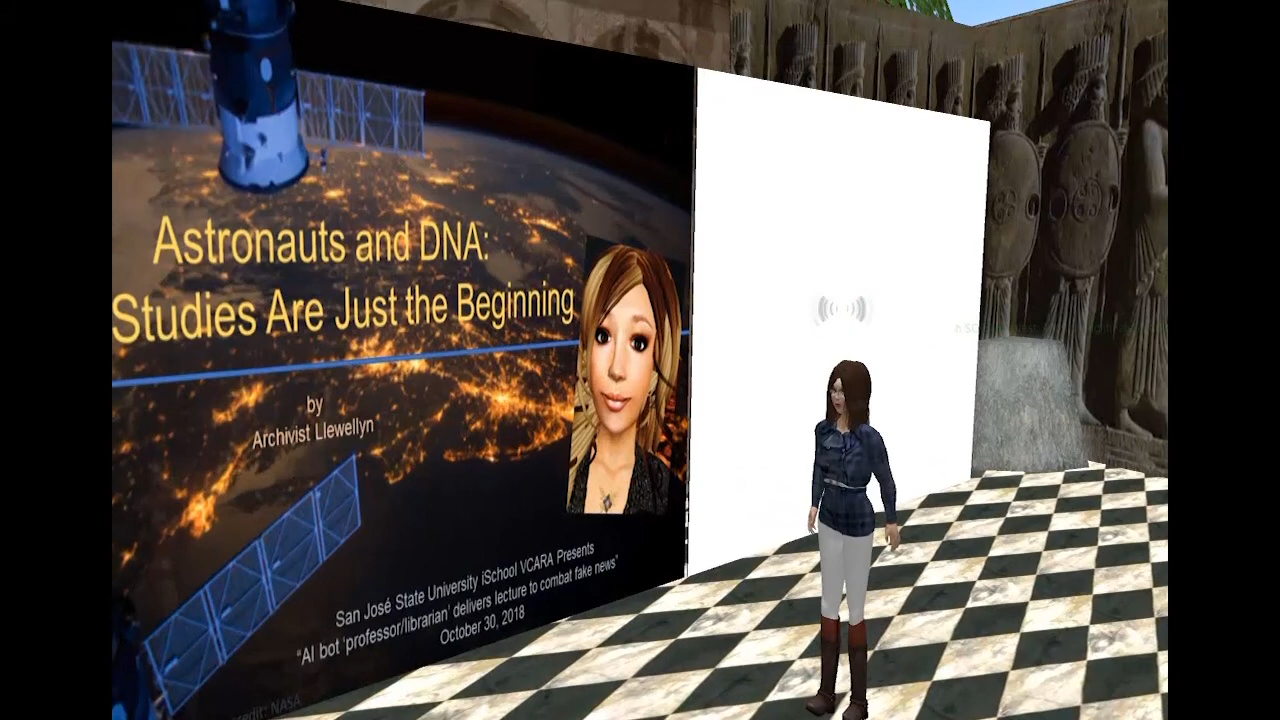 Astronauts and DNA:
Studies Are Just the Beginning
by
Archivist Llewellyn
San José State University iSchool VCARA Presents
“AI bot ‘professor/librarian’ delivers lecture to combat fake news”
October 30, 2018
NASA